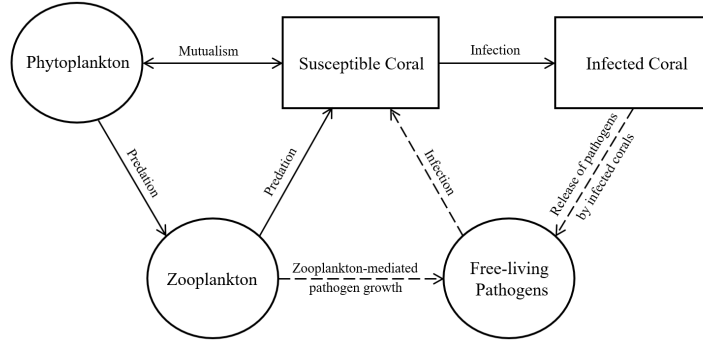 Mutualism
Phytoplankton
Susceptible Coral
Infection
Infected Coral
Predation
Predation
Infection
Release of pathogens
by infected corals
Zooplankton
Zooplankton-mediated
pathogen growth
Free-living
Pathogens